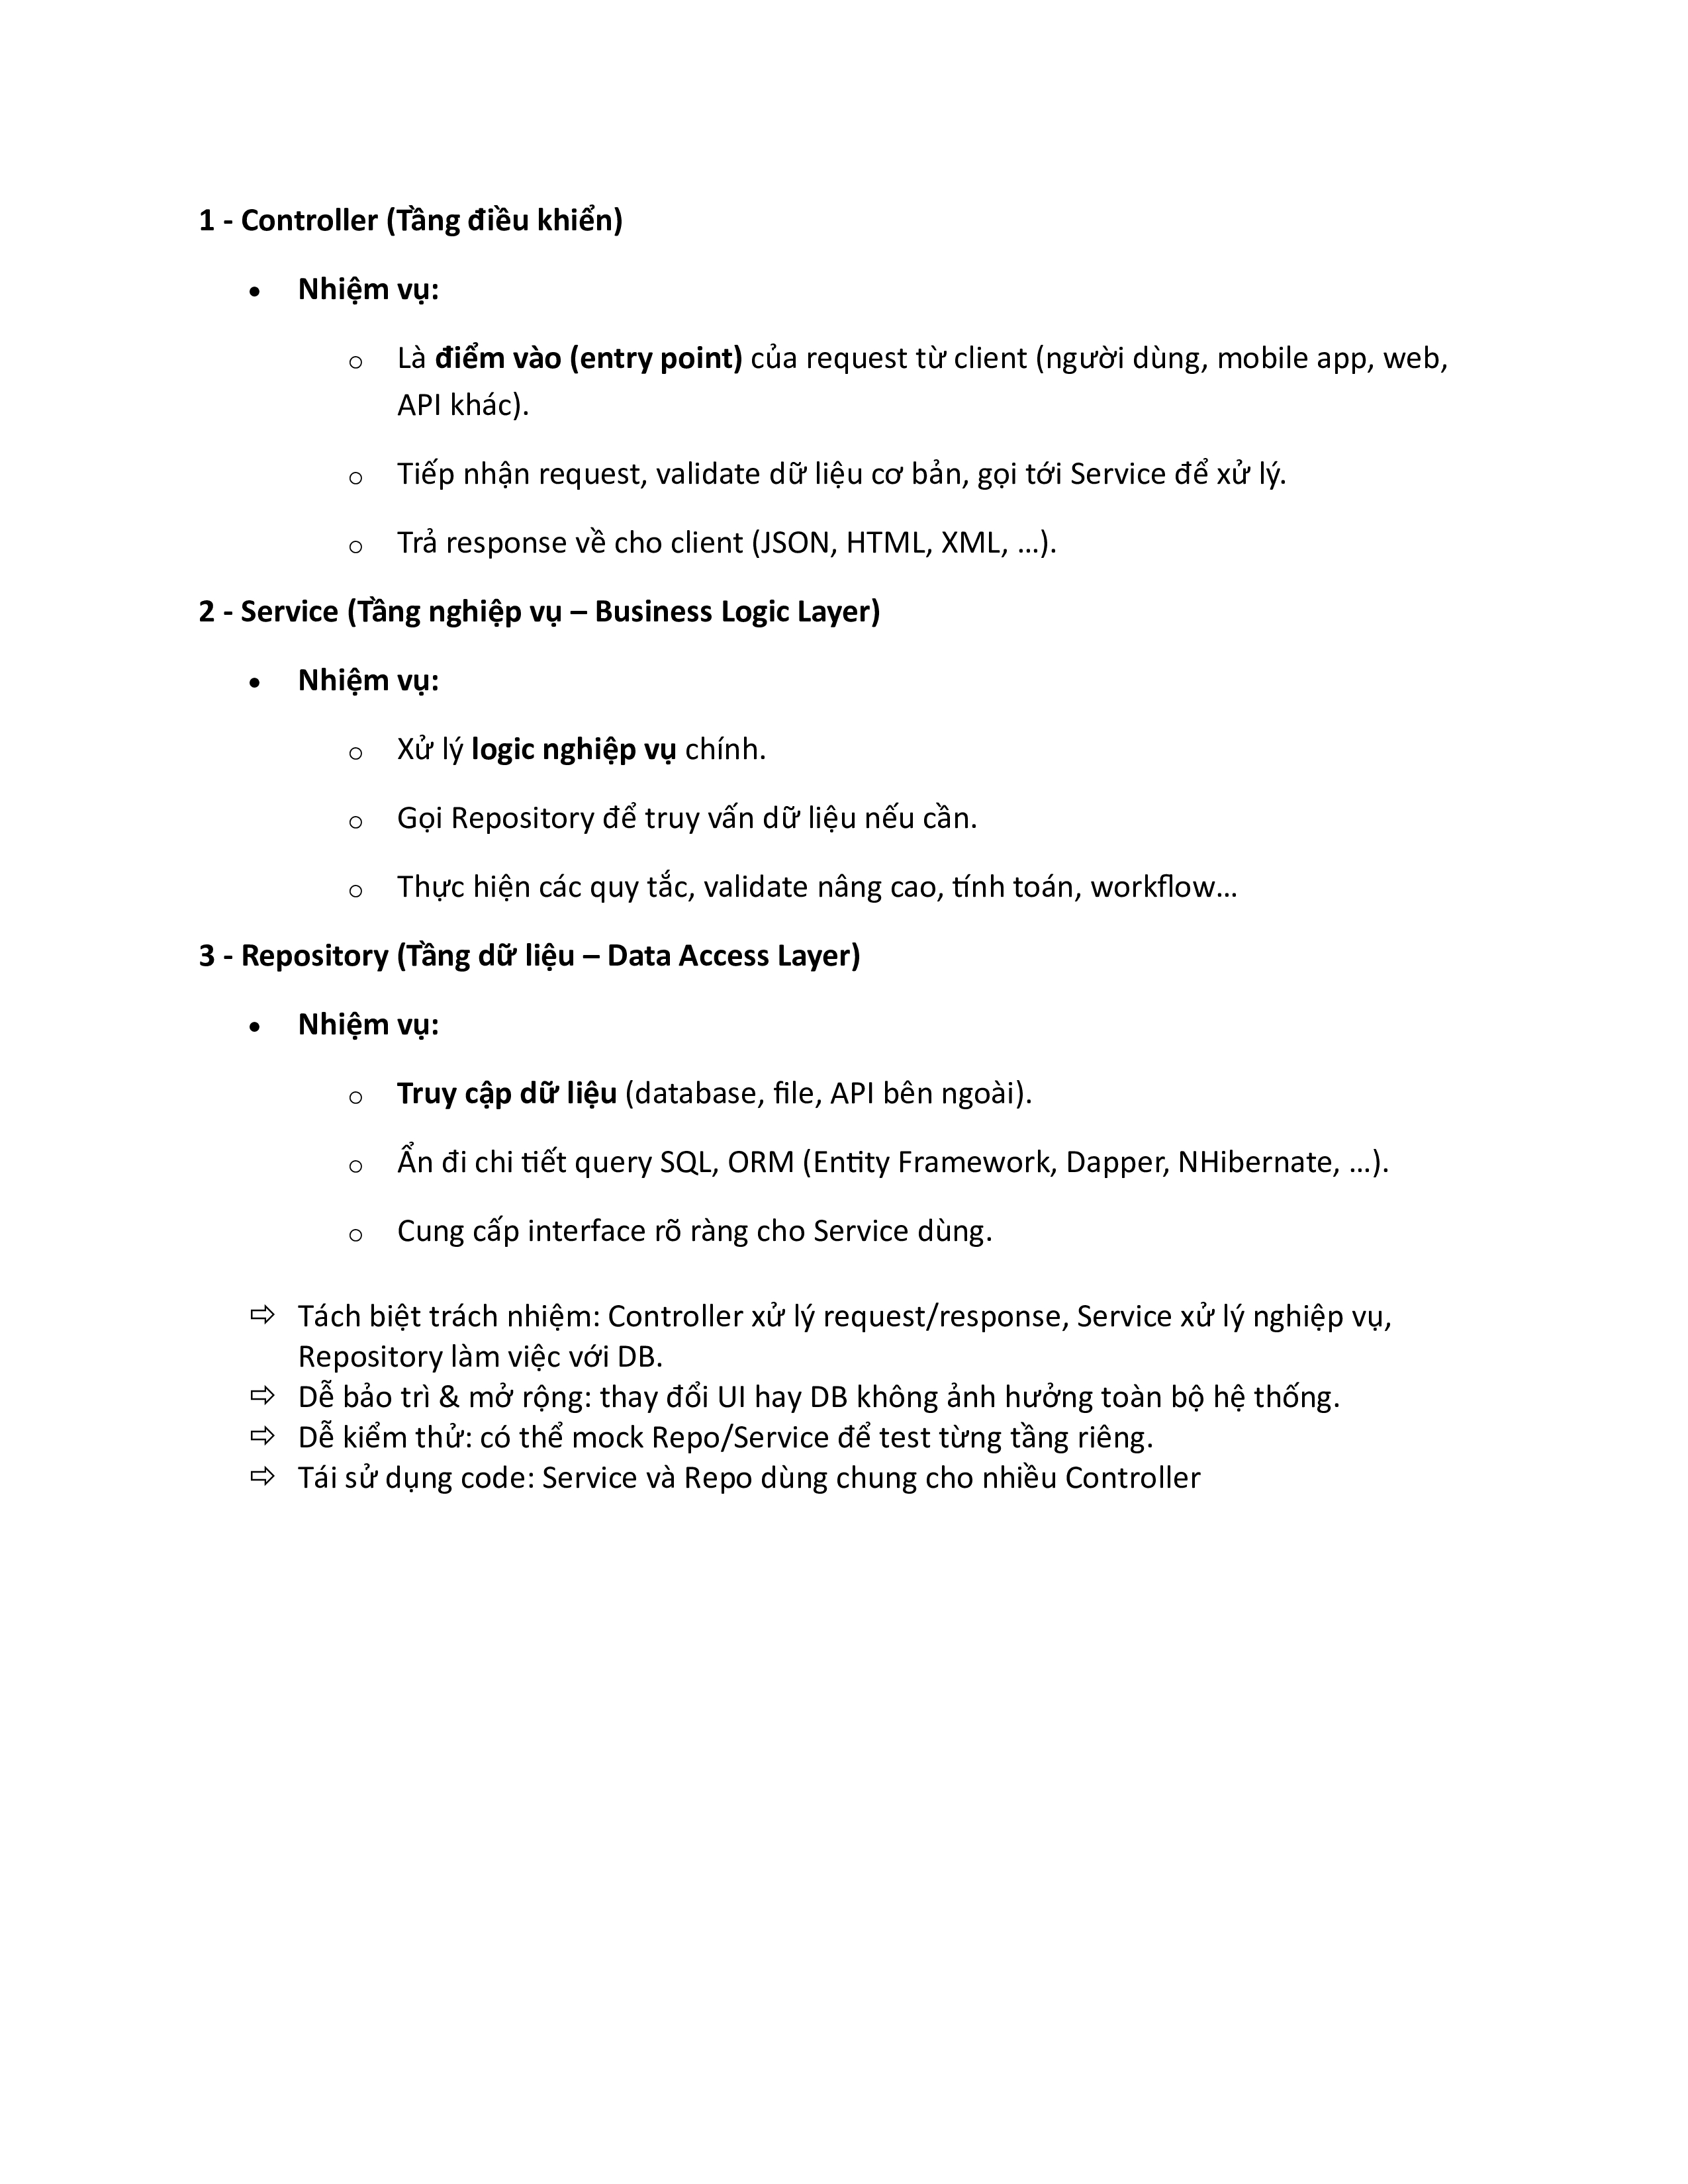 1 - Controller (Tầng điều khiển)
• Nhiệm vụ:
o Là điểm vào (entry point) của request từ client (người dùng, mobile app, web,
API khác).
o Tiếp nhận request, validate dữ liệu cơ bản, gọi tới Service để xử lý.
o Trả response về cho client (JSON, HTML, XML, …).
2 - Service (Tầng nghiệp vụ – Business Logic Layer)
• Nhiệm vụ:
o Xử lý logic nghiệp vụ chính.
o Gọi Repository để truy vấn dữ liệu nếu cần.
o Thực hiện các quy tắc, validate nâng cao, tính toán, workflow…
3 - Repository (Tầng dữ liệu – Data Access Layer)
• Nhiệm vụ:
o Truy cập dữ liệu (database, file, API bên ngoài).
o Ẩn đi chi tiết query SQL, ORM (Entity Framework, Dapper, NHibernate, …).
o Cung cấp interface rõ ràng cho Service dùng.
⇨ Tách biệt trách nhiệm: Controller xử lý request/response, Service xử lý nghiệp vụ,
Repository làm việc với DB.
⇨ Dễ bảo trì & mở rộng: thay đổi UI hay DB không ảnh hưởng toàn bộ hệ thống.
⇨ Dễ kiểm thử: có thể mock Repo/Service để test từng tầng riêng.
⇨ Tái sử dụng code: Service và Repo dùng chung cho nhiều Controller